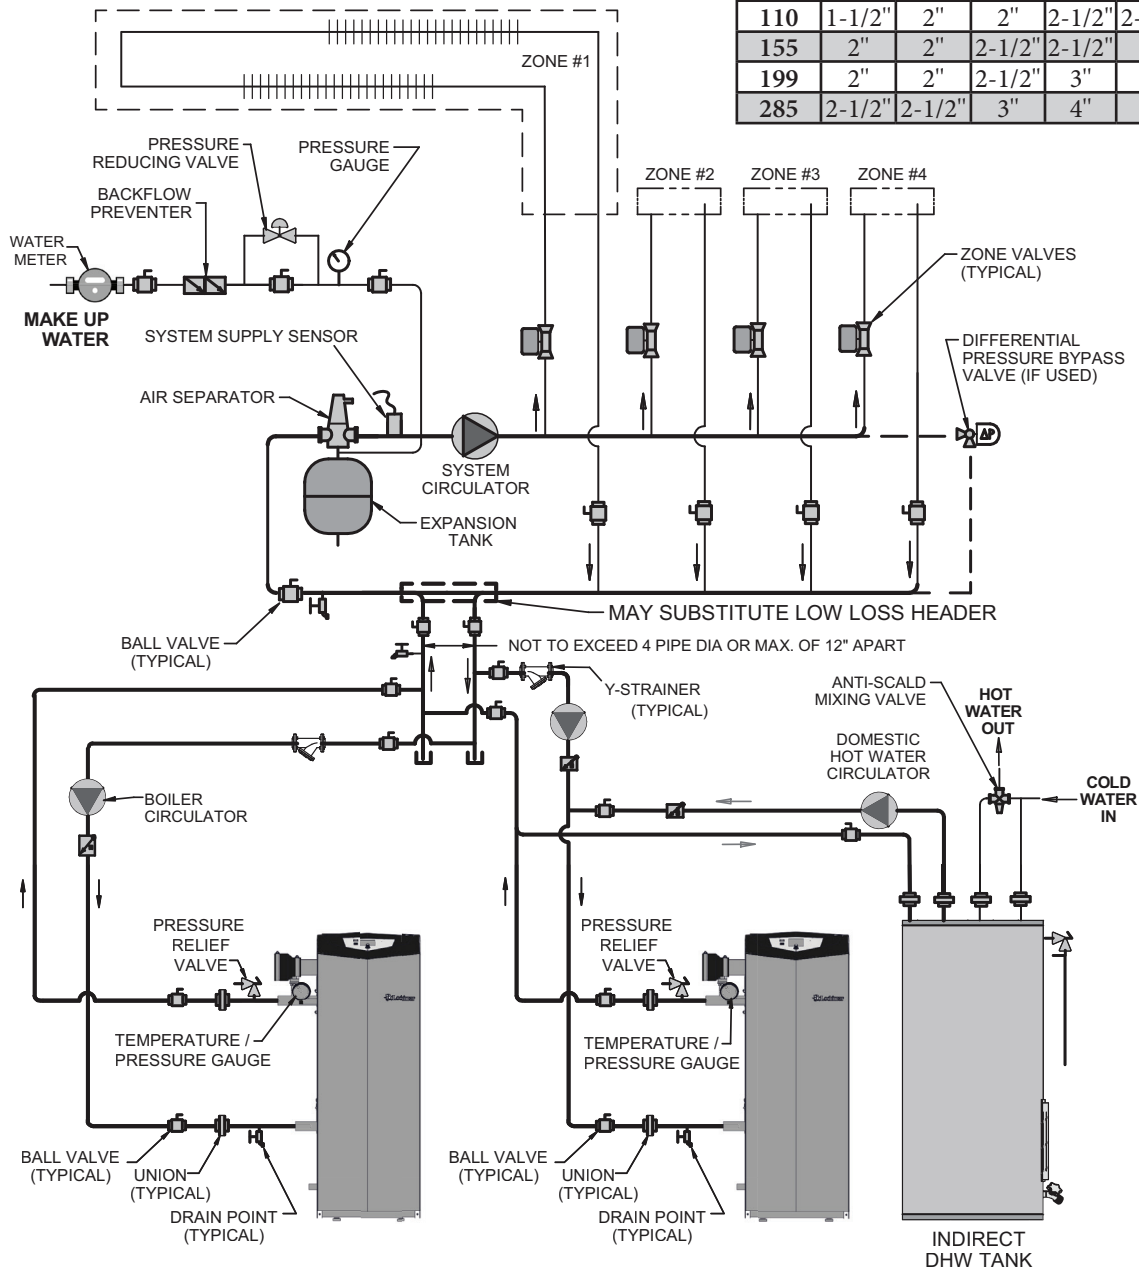 110 1-1/2" 2" 2" 2-1/2" 2-
155 2" 2" 2-1/2" 2-1/2"
199 2" 2" 2-1/2" 3"
285 2-1/2" 2-1/2" 3" 4"
ZONE #1
PRESSURE
REDUCING VALVE
PRESSURE
GAUGE
BACKFLOW
PREVENTER
WATER
METER
MAKE UP
WATER
ZONE #2
ZONE #3
ZONE #4
ZONE VALVES
(TYPICAL)
SYSTEM SUPPLY SENSOR
DIFFERENTIAL
PRESSURE BYPASS
VALVE (IF USED)
AIR SEPARATOR
ΔP
SYSTEM
CIRCULATOR
EXPANSION
TANK
MAY SUBSTITUTE LOW LOSS HEADER
BALL VALVE
(TYPICAL)
NOT TO EXCEED 4 PIPE DIA OR MAX. OF 12" APART
Y-STRAINER
(TYPICAL)
ANTI-SCALD
MIXING VALVE
HOT
WATER
OUT
DOMESTIC
HOT WATER
CIRCULATOR
COLD
WATER
IN
BOILER
CIRCULATOR
PRESSURE
RELIEF
VALVE
PRESSURE
RELIEF
VALVE
Lochinvar
Lochinvar
TEMPERATURE /
PRESSURE GAUGE
TEMPERATURE /
PRESSURE GAUGE
BALL VALVE
(TYPICAL)
UNION
(TYPICAL)
DRAIN POINT
(TYPICAL)
BALL VALVE
(TYPICAL)
UNION
(TYPICAL)
DRAIN POINT
(TYPICAL)
INDIRECT
DHW TANK